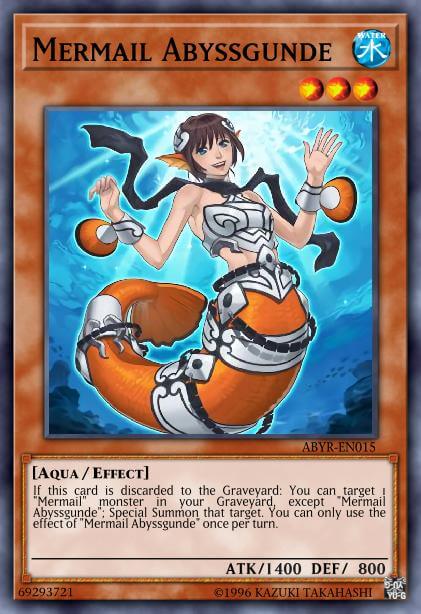 Mermail Abyssgunde
WATER
水
ABYR-EN015
[Aqua / Effect]
If this card is discarded to the Graveyard: You can target 1
"Mermail" monster in your Graveyard, except "Mermail
Abyssgunde"; Special Summon that target. You can only use the
effect of "Mermail Abyssgunde" once per turn.
ATK/1400 DEF/ 800
69293721
©1996 KAZUKI TAKAHASHI